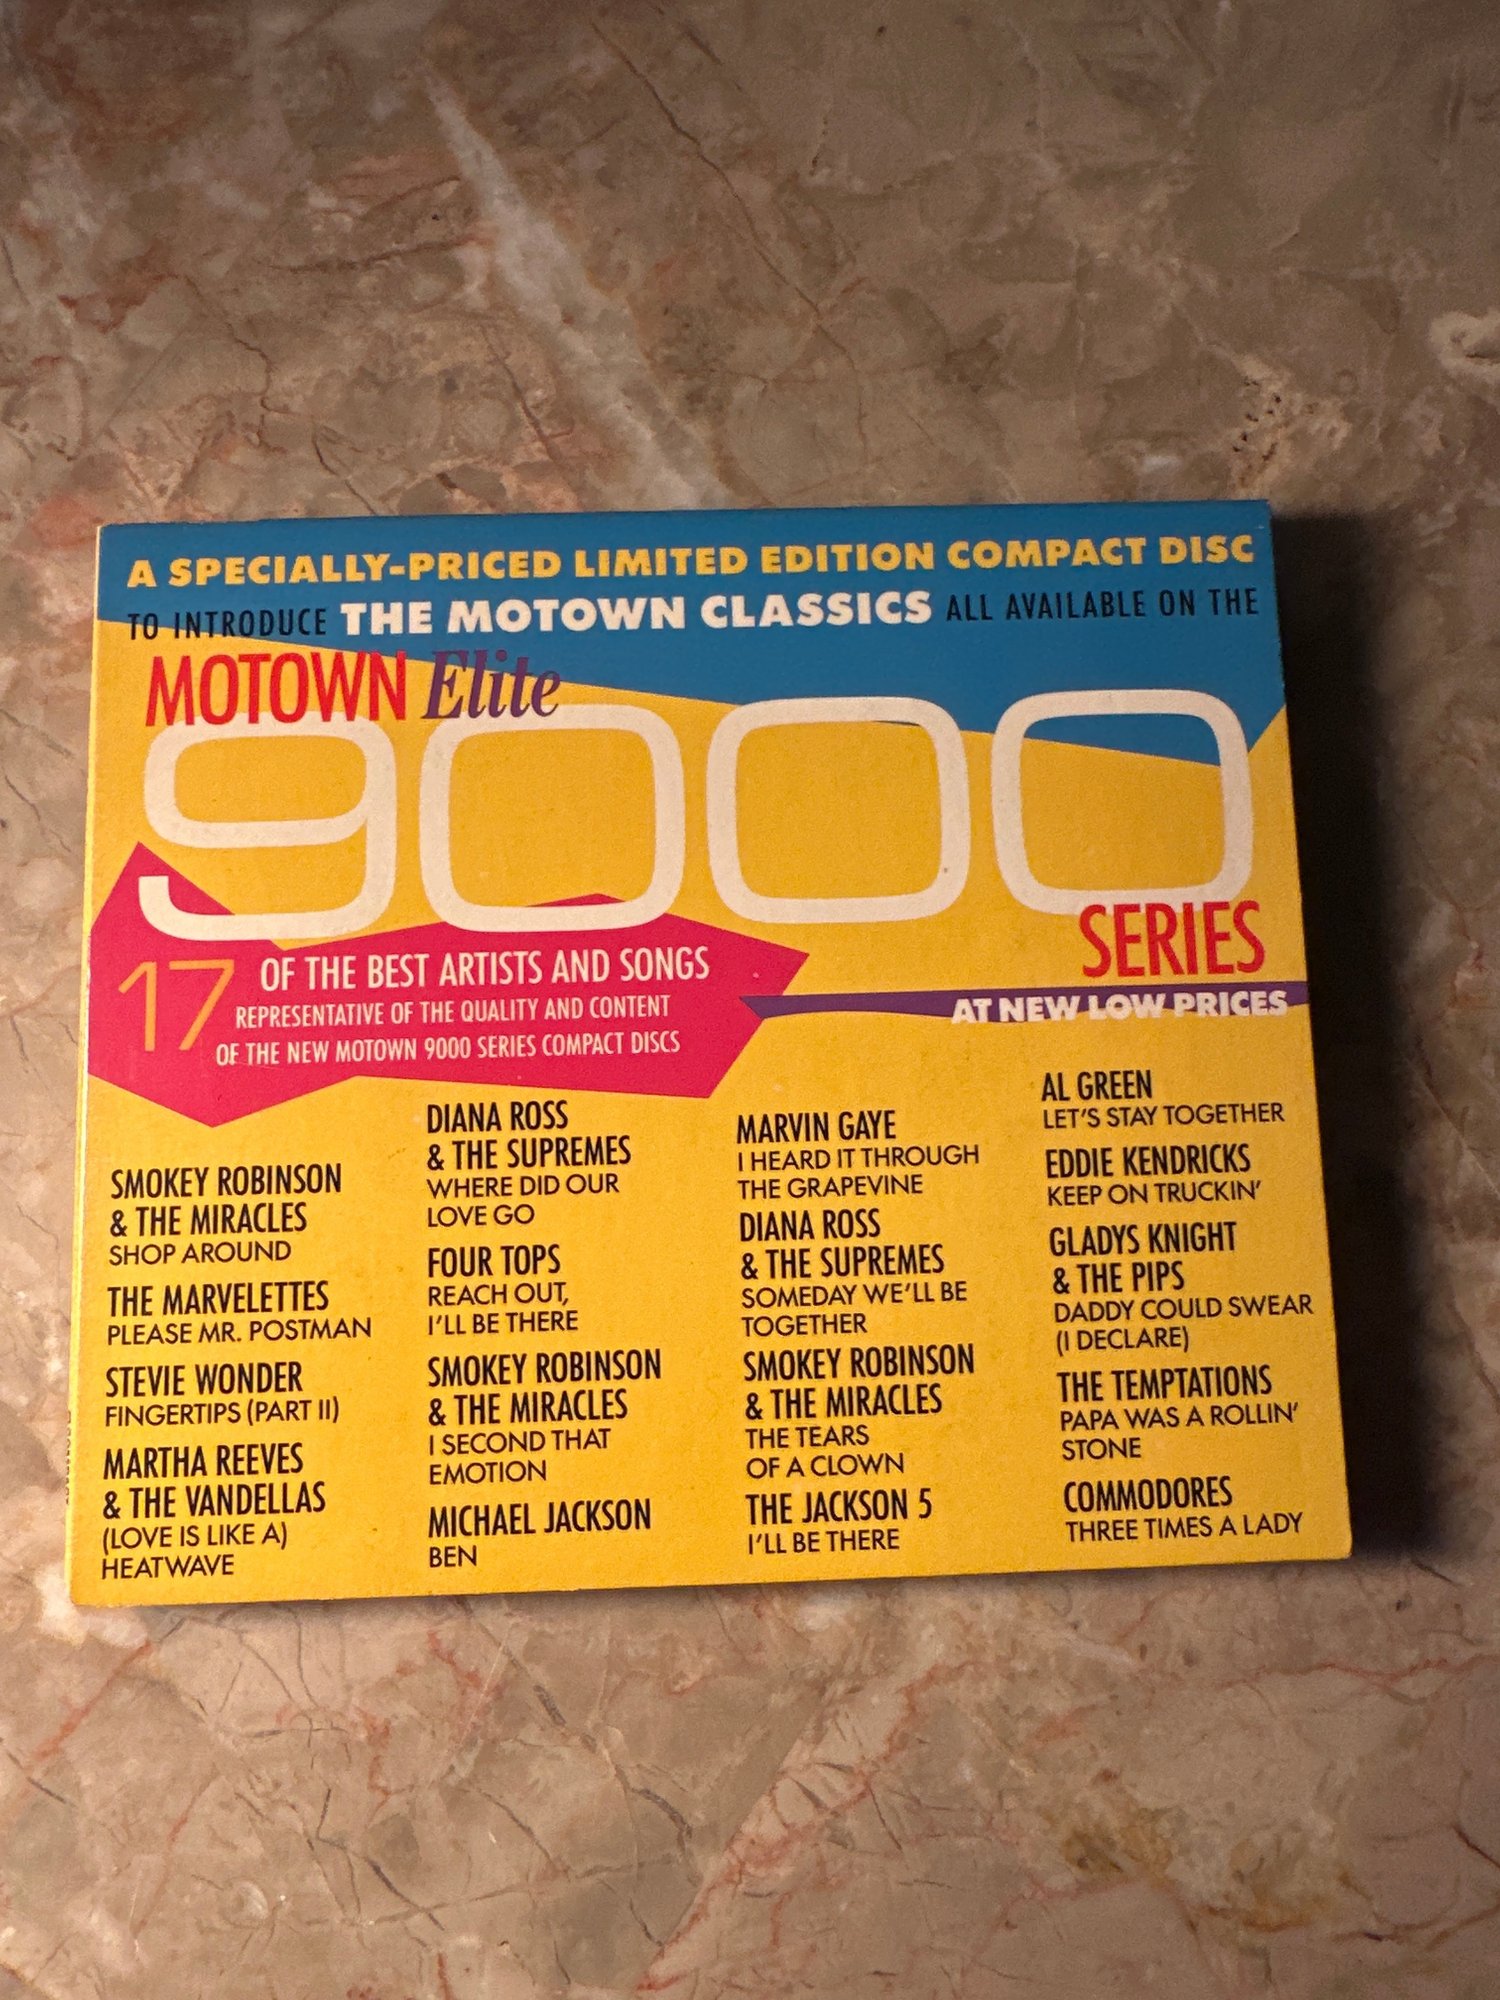 A SPECIALLY-PRICED LIMITED EDITION COMPACT DISC
TO INTRODUCE THE MOTOWN CLASSICS ALL AVAILABLE ON THE
MOTOWN Elite
9000
SERIES
AT NEW LOW PRICES
17 OF THE BEST ARTISTS AND SONGS
REPRESENTATIVE OF THE QUALITY AND CONTENT
OF THE NEW MOTOWN 9000 SERIES COMPACT DISCS
SMOKEY ROBINSON
& THE MIRACLES
SHOP AROUND
THE MARVELETTES
PLEASE MR. POSTMAN
STEVIE WONDER
FINGERTIPS (PART II)
MARTHA REEVES
& THE VANDELLAS
(LOVE IS LIKE A)
HEATWAVE
DIANA ROSS
& THE SUPREMES
WHERE DID OUR
LOVE GO
FOUR TOPS
REACH OUT,
I'LL BE THERE
SMOKEY ROBINSON
& THE MIRACLES
I SECOND THAT
EMOTION
MICHAEL JACKSON
BEN
MARVIN GAYE
I HEARD IT THROUGH
THE GRAPEVINE
DIANA ROSS
& THE SUPREMES
SOMEDAY WE'LL BE
TOGETHER
SMOKEY ROBINSON
& THE MIRACLES
THE TEARS
OF A CLOWN
THE JACKSON 5
I'LL BE THERE
AL GREEN
LET'S STAY TOGETHER
EDDIE KENDRICKS
KEEP ON TRUCKIN'
GLADYS KNIGHT
& THE PIPS
DADDY COULD SWEAR
(I DECLARE)
THE TEMPTATIONS
PAPA WAS A ROLLIN'
STONE
COMMODORES
THREE TIMES A LADY